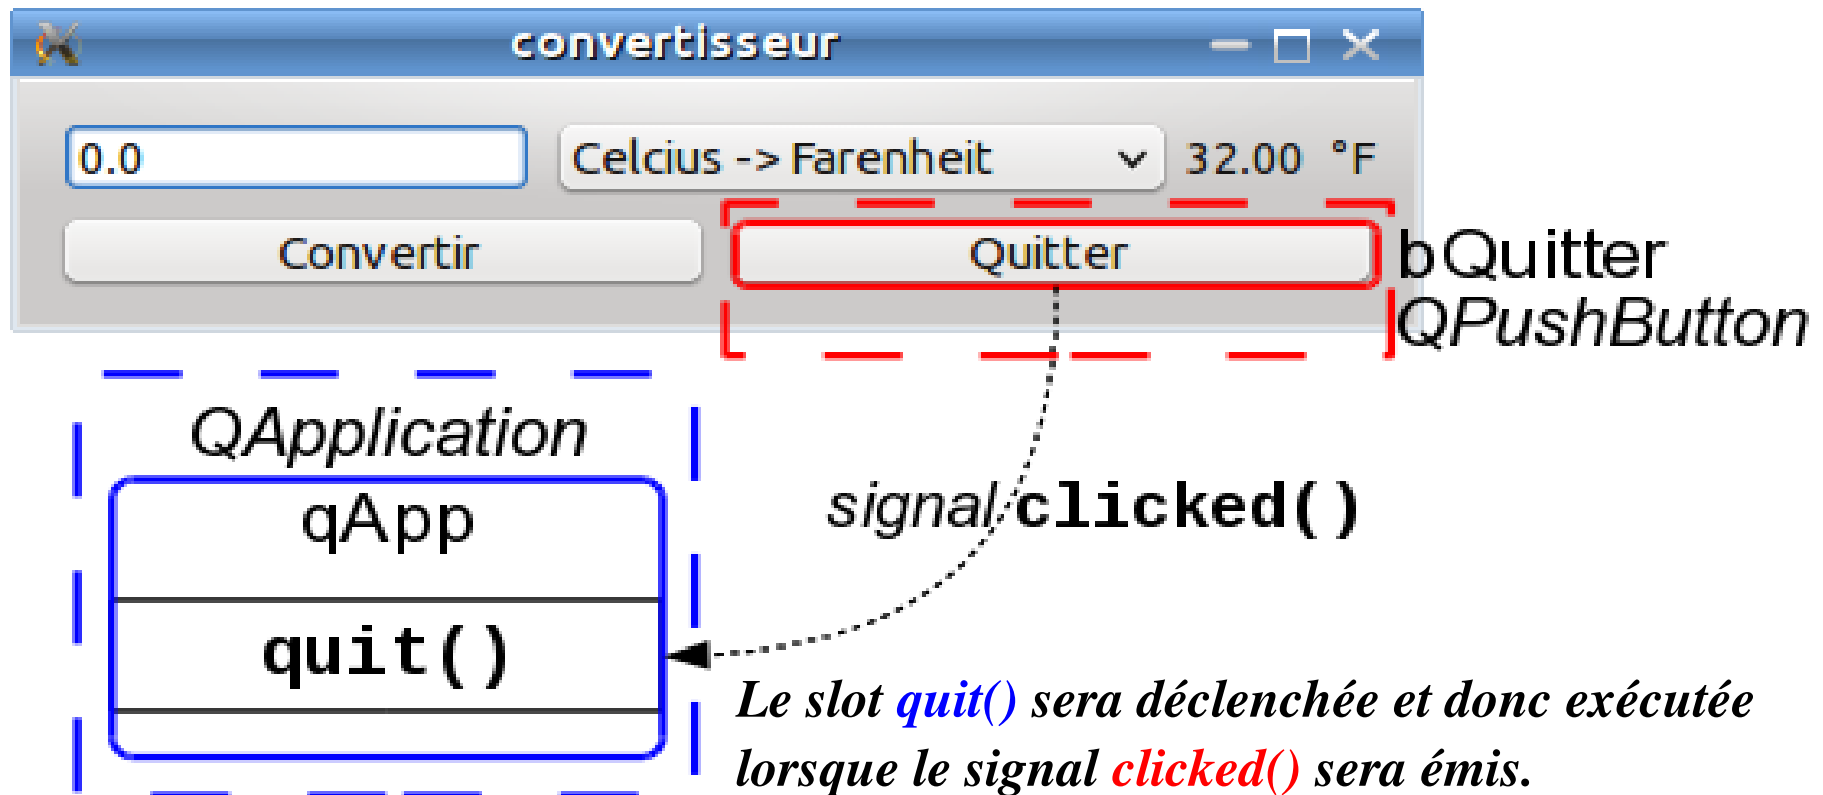 convertisseur
0.0
Celcius -> Farenheit
32.00 °F
Convertir
Quitter
bQuitter
QPushButton
QApplication
qApp
signal clicked()
quit()
Le slot quit() sera déclenchée et donc exécutée
lorsque le signal clicked() sera émis.